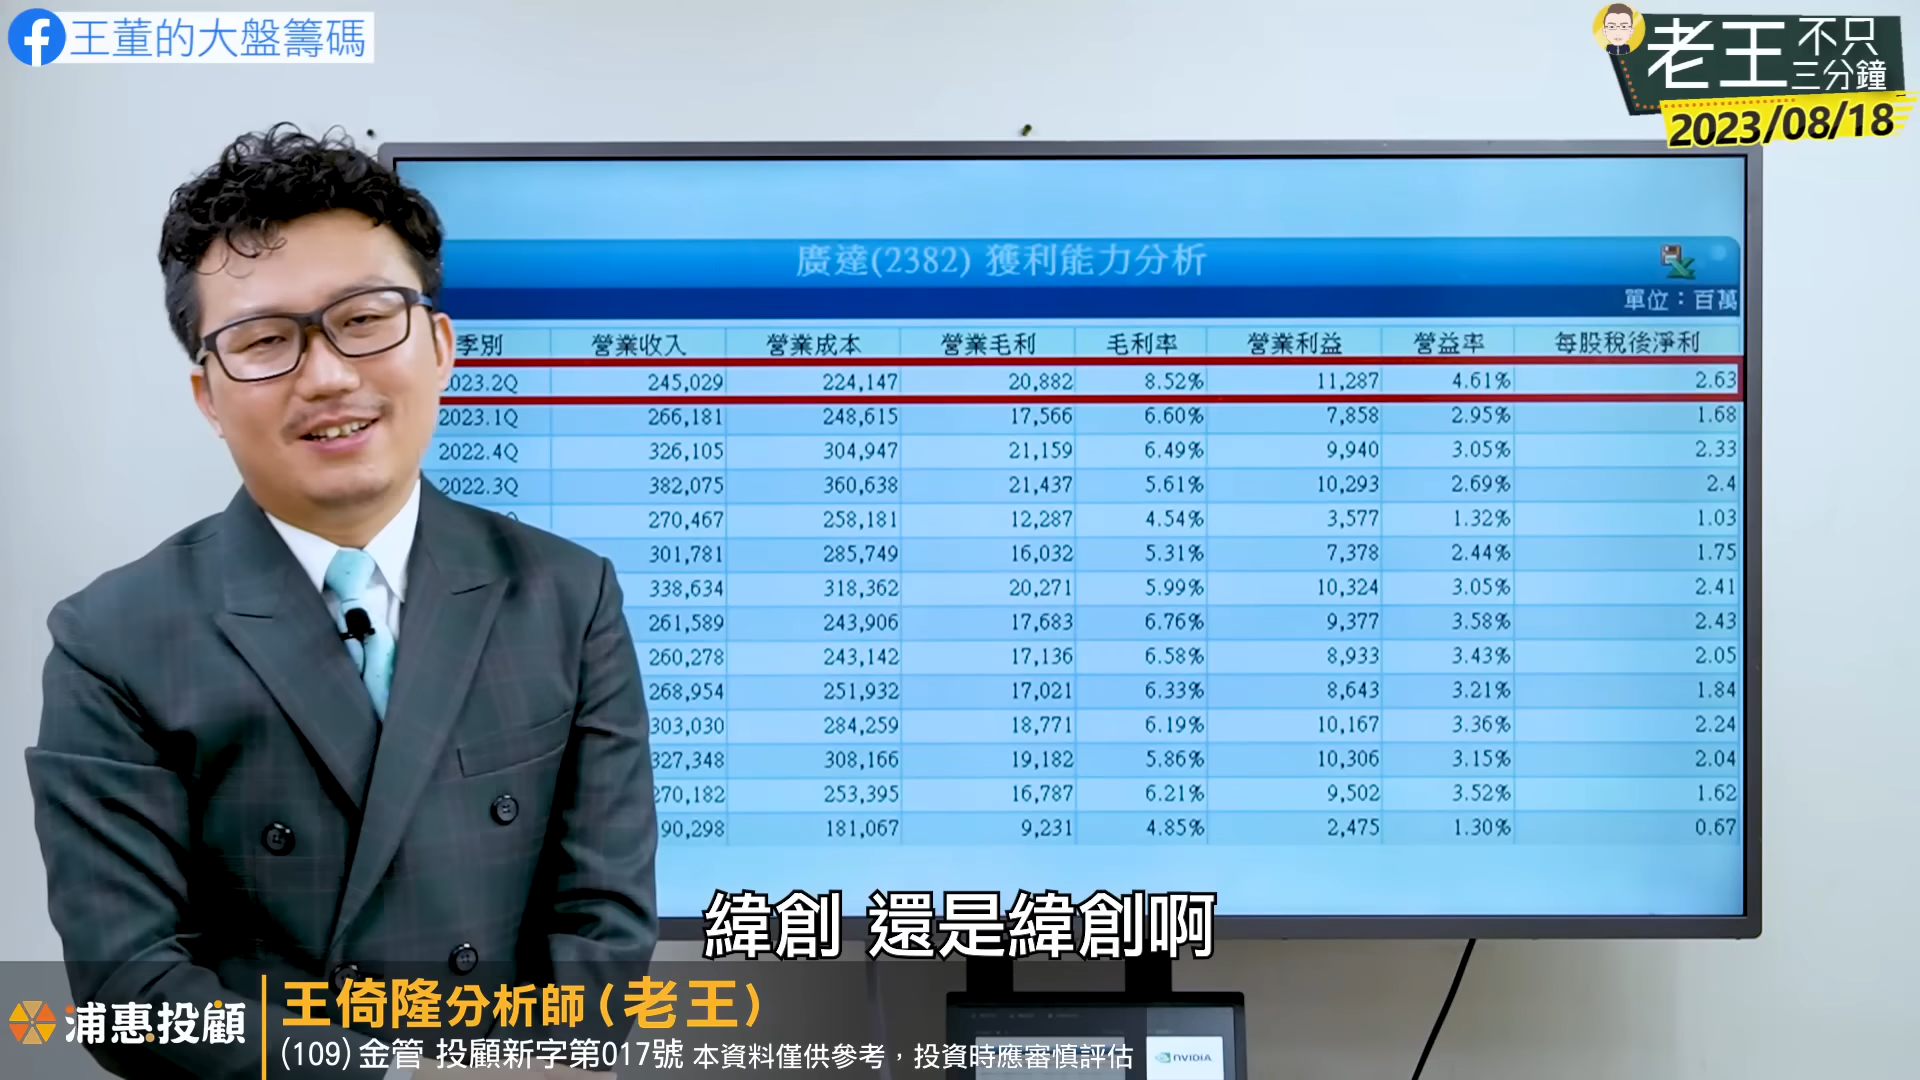 王董的大盤籌碼
老王不只三分鐘
2023/08/18
廣達(2382) 獲利能力分析
單位：百萬
季別 營業收入 營業成本 營業毛利 毛利率 營業利益 營益率 每股稅後淨利
2023.2Q 245,029 224,147 20,882 8.52% 11,287 4.61% 2.63
2023.1Q 266,181 248,615 17,566 6.60% 7,858 2.95% 1.68
2022.4Q 326,105 304,947 21,159 6.49% 9,940 3.05% 2.33
2022.3Q 382,075 360,638 21,437 5.61% 10,293 2.69% 2.4
270,467 258,181 12,287 4.54% 3,577 1.32% 1.03
301,781 285,749 16,032 5.31% 7,378 2.44% 1.75
338,634 318,362 20,271 5.99% 10,324 3.05% 2.41
261,589 243,906 17,683 6.76% 9,377 3.58% 2.43
260,278 243,142 17,136 6.58% 8,933 3.43% 2.05
268,954 251,932 17,021 6.33% 8,643 3.21% 1.84
303,030 284,259 18,771 6.19% 10,167 3.36% 2.24
327,348 308,166 19,182 5.86% 10,306 3.15% 2.04
270,182 253,395 16,787 6.21% 9,502 3.52% 1.62
90,298 181,067 9,231 4.85% 2,475 1.30% 0.67
緯創 還是緯創啊
浦惠投顧
王倚隆分析師(老王)
(109)金管 投顧新字第017號 本資料僅供參考，投資時應審慎評估
NVIDIA